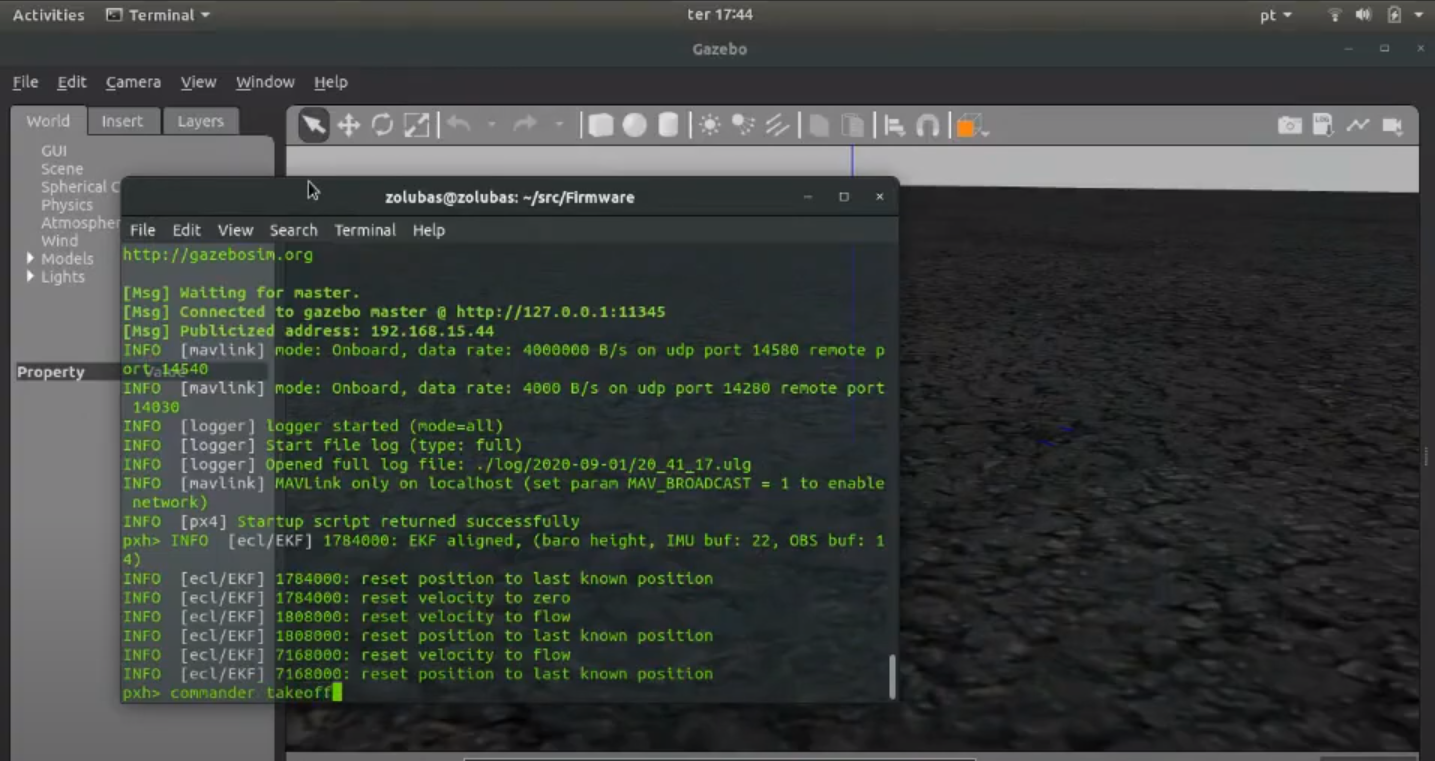 Activities Terminal ter 17:44 pt
Gazebo
File Edit Camera View Window Help
World Insert Layers
GUI
Scene
Spherical C
Physics
Atmospher
Wind
Models
Lights
Property
LOG
zolubas@zolubas: ~/src/Firmware
File Edit View Search Terminal Help
http://gazebosim.org
[Msg] Waiting for master.
[Msg] Connected to gazebo master @ http://127.0.0.1:11345
[Msg] Publicized address: 192.168.15.44
INFO [mavlink] mode: Onboard, data rate: 4000000 B/s on udp port 14580 remote p
ort 14540
INFO [mavlink] mode: Onboard, data rate: 4000 B/s on udp port 14280 remote port
14030
INFO [logger] logger started (mode=all)
INFO [logger] Start file log (type: full)
INFO [logger] Opened full log file: ./log/2020-09-01/20_41_17.ulg
INFO [mavlink] MAVLink only on localhost (set param MAV_BROADCAST = 1 to enable
network)
INFO [px4] Startup script returned successfully
pxh> INFO [ecl/EKF] 1784000: EKF aligned, (baro height, IMU buf: 22, OBS buf: 1
4)
INFO [ecl/EKF] 1784000: reset position to last known position
INFO [ecl/EKF] 1784000: reset velocity to zero
INFO [ecl/EKF] 1808000: reset velocity to flow
INFO [ecl/EKF] 1808000: reset position to last known position
INFO [ecl/EKF] 7168000: reset velocity to flow
INFO [ecl/EKF] 7168000: reset position to last known position
pxh> commander takeoff